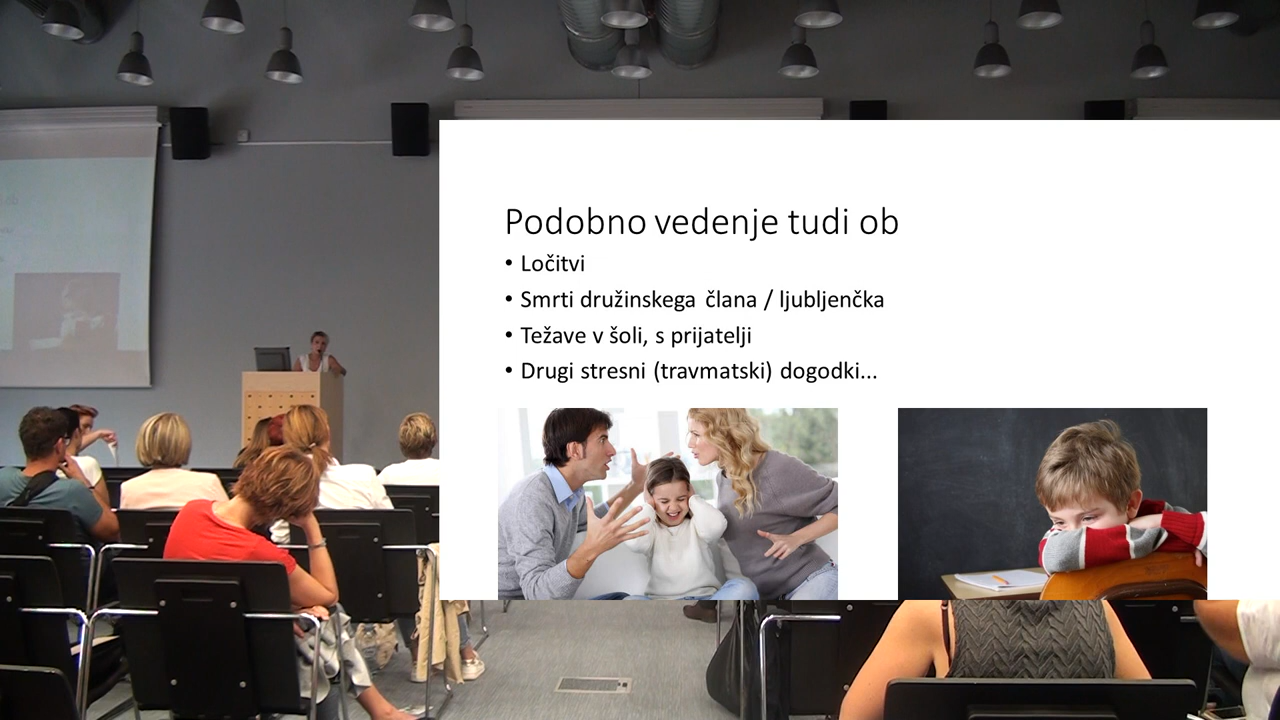 Podobno vedenje tudi ob
• Ločitvi
• Smrti družinskega člana / ljubljenčka
• Težave v šoli, s prijatelji
• Drugi stresni (travmatski) dogodki...